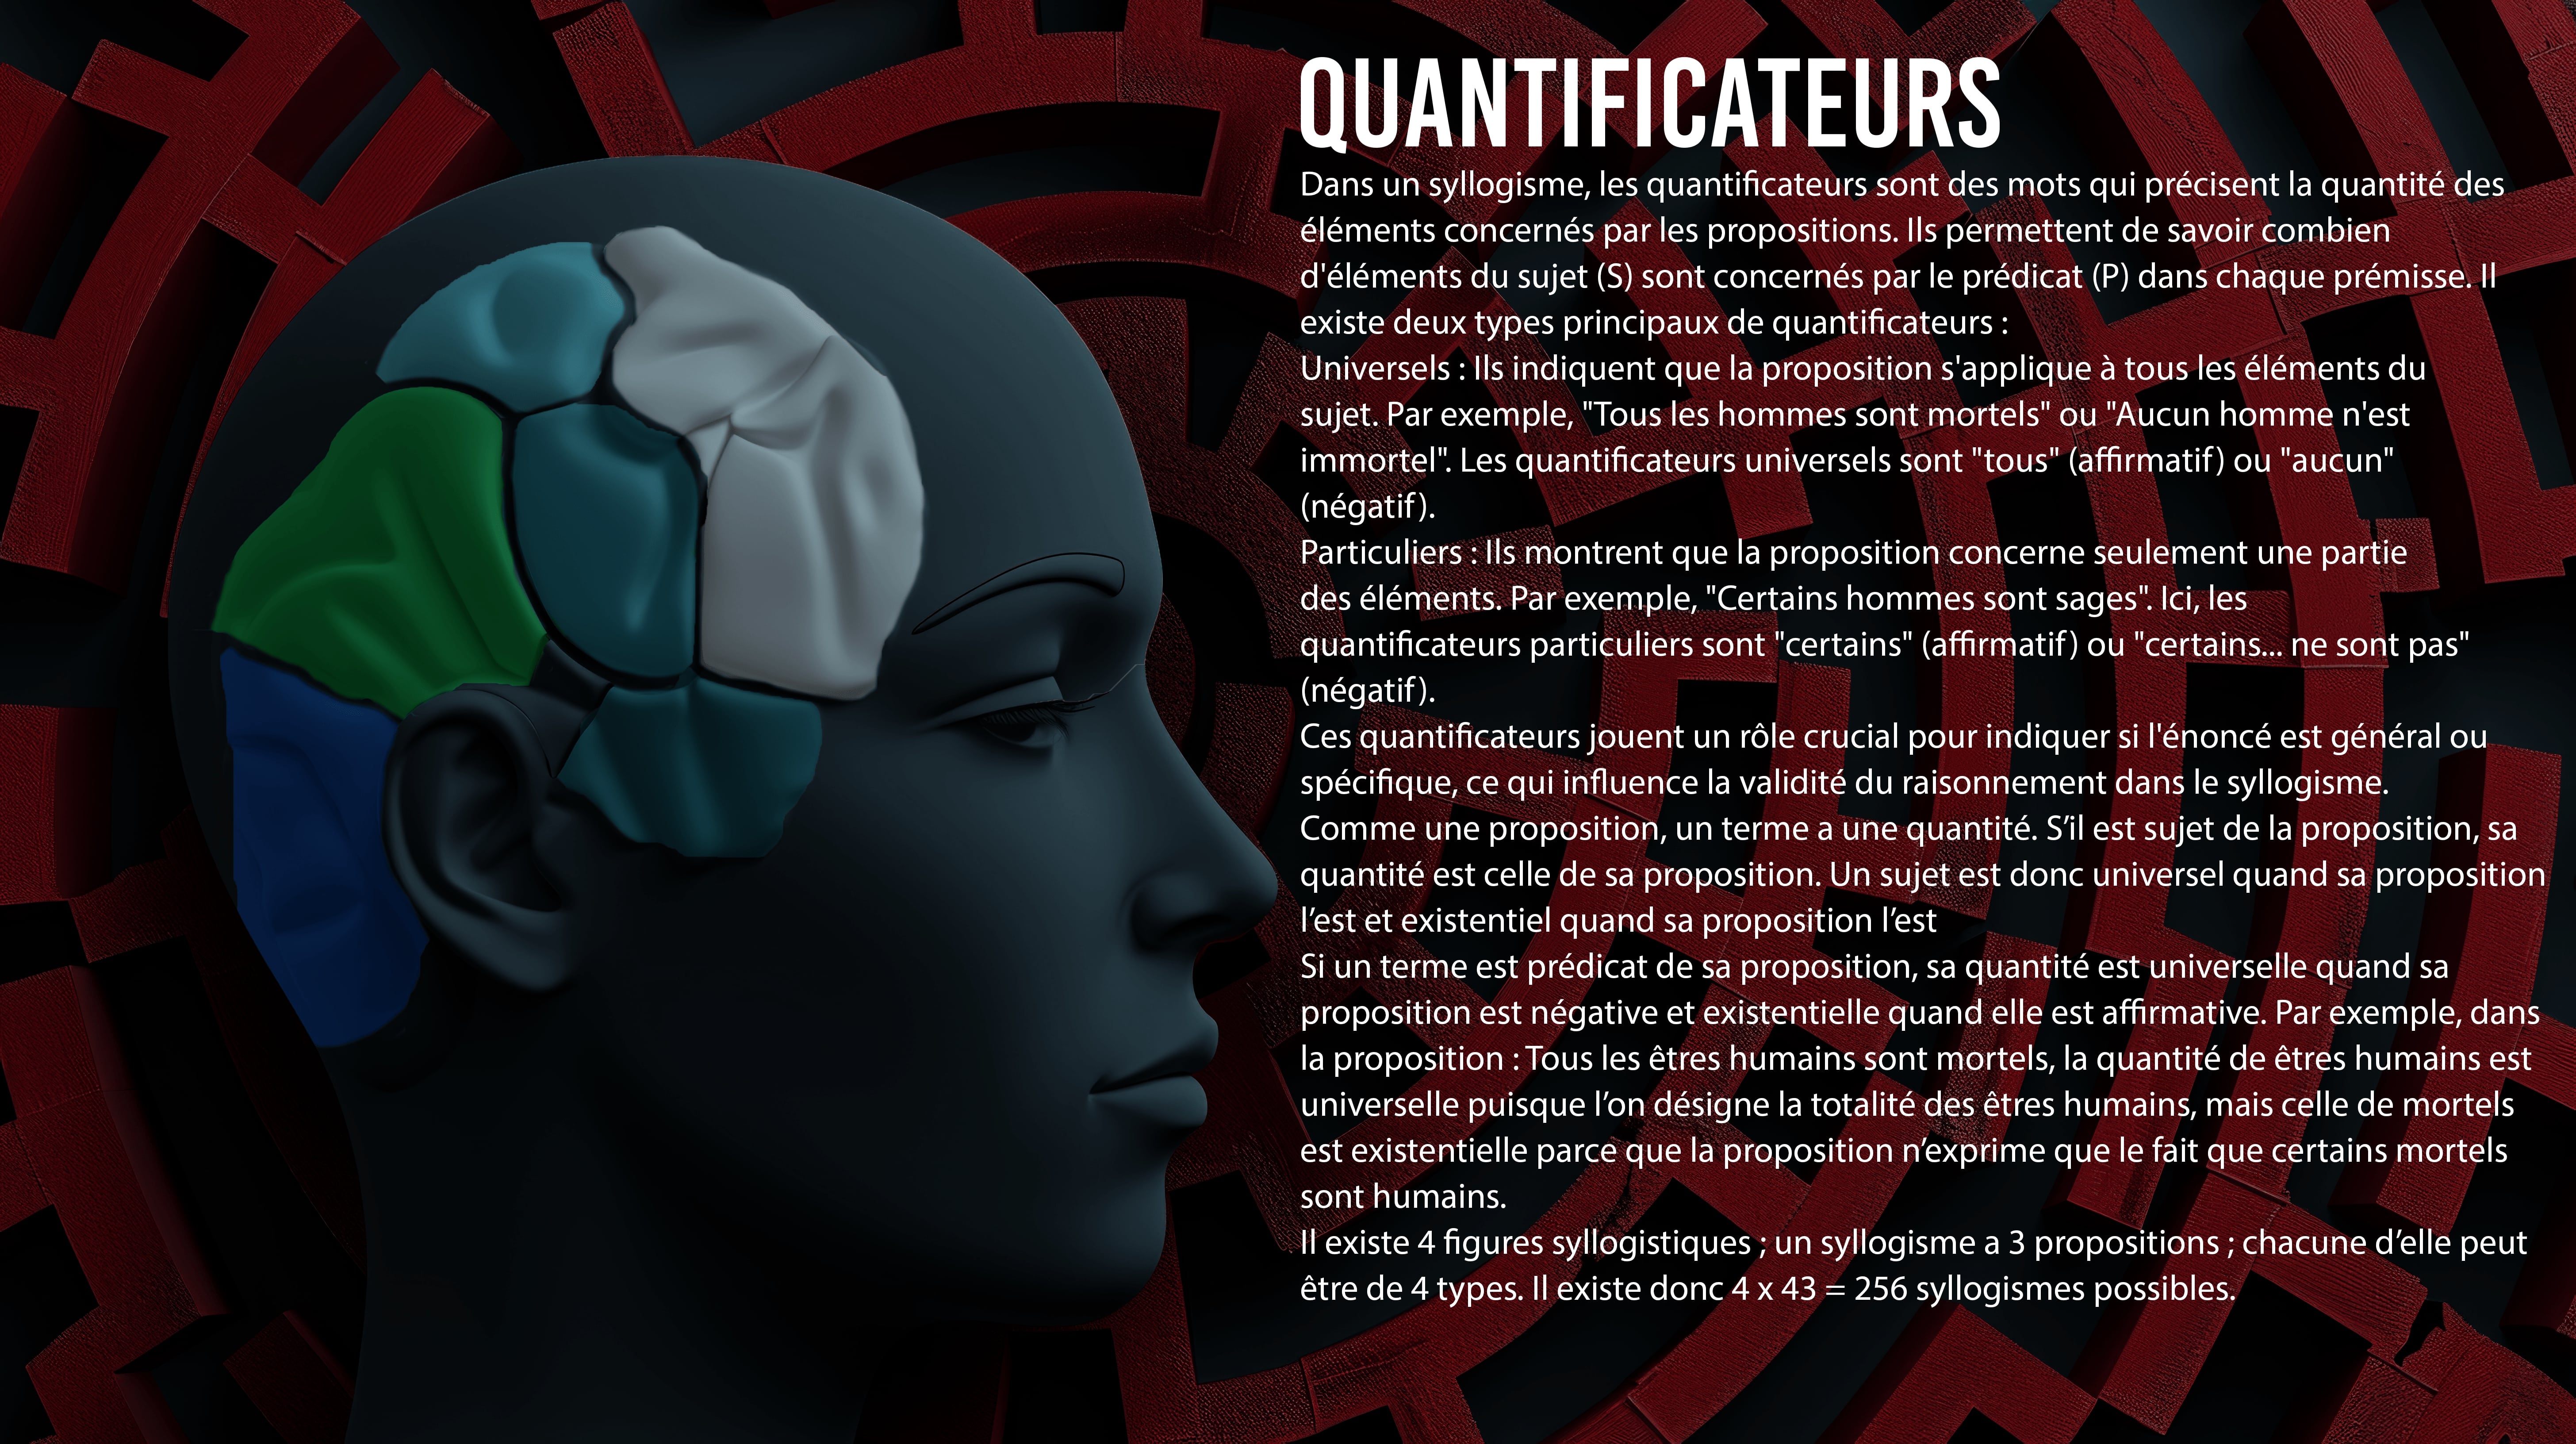 QUANTIFICATEURS
Dans un syllogisme, les quantificateurs sont des mots qui précisent la quantité des
éléments concernés par les propositions. Ils permettent de savoir combien
d'éléments du sujet (S) sont concernés par le prédicat (P) dans chaque prémisse. Il
existe deux types principaux de quantificateurs :
Universels : Ils indiquent que la proposition s'applique à tous les éléments du
sujet. Par exemple, "Tous les hommes sont mortels" ou "Aucun homme n'est
immortel". Les quantificateurs universels sont "tous" (affirmatif) ou "aucun"
(négatif).
Particuliers : Ils montrent que la proposition concerne seulement une partie
des éléments. Par exemple, "Certains hommes sont sages". Ici, les
quantificateurs particuliers sont "certains" (affirmatif) ou "certains... ne sont pas"
(négatif).
Ces quantificateurs jouent un rôle crucial pour indiquer si l'énoncé est général ou
spécifique, ce qui influence la validité du raisonnement dans le syllogisme.
Comme une proposition, un terme a une quantité. S’il est sujet de la proposition, sa
quantité est celle de sa proposition. Un sujet est donc universel quand sa proposition
l’est et existentiel quand sa proposition l’est
Si un terme est prédicat de sa proposition, sa quantité est universelle quand sa
proposition est négative et existentielle quand elle est affirmative. Par exemple, dans
la proposition : Tous les êtres humains sont mortels, la quantité de êtres humains est
universelle puisque l’on désigne la totalité des êtres humains, mais celle de mortels
est existentielle parce que la proposition n’exprime que le fait que certains mortels
sont humains.
Il existe 4 figures syllogistiques ; un syllogisme a 3 propositions ; chacune d’elle peut
être de 4 types. Il existe donc 4 x 43 = 256 syllogismes possibles.